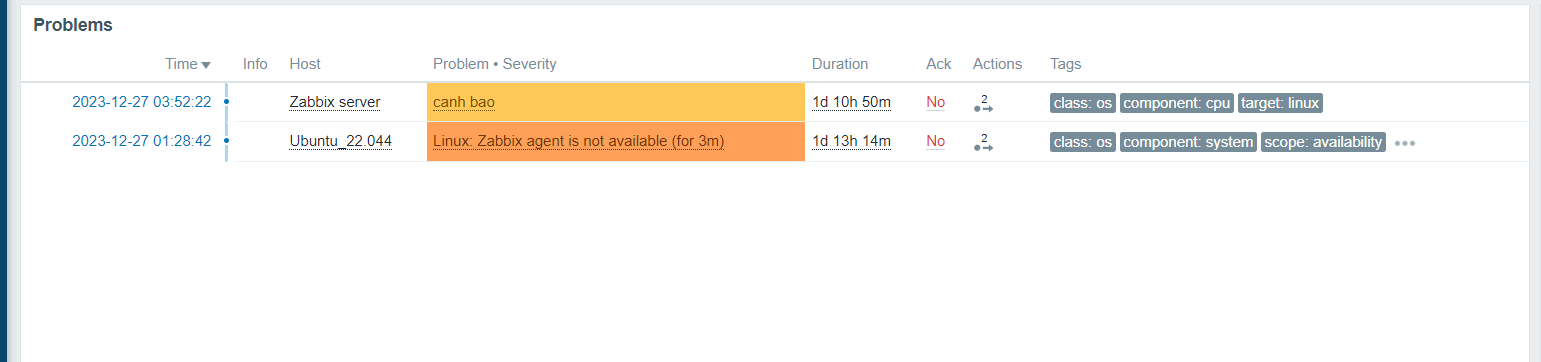 Problems
Time Info Host Problem • Severity Duration Ack Actions Tags
2023-12-27 03:52:22 Zabbix server canh bao 1d 10h 50m No 2 class: os component: cpu target: linux
2023-12-27 01:28:42 Ubuntu_22.044 Linux: Zabbix agent is not available (for 3m) 1d 13h 14m No 2 class: os component: system scope: availability •••